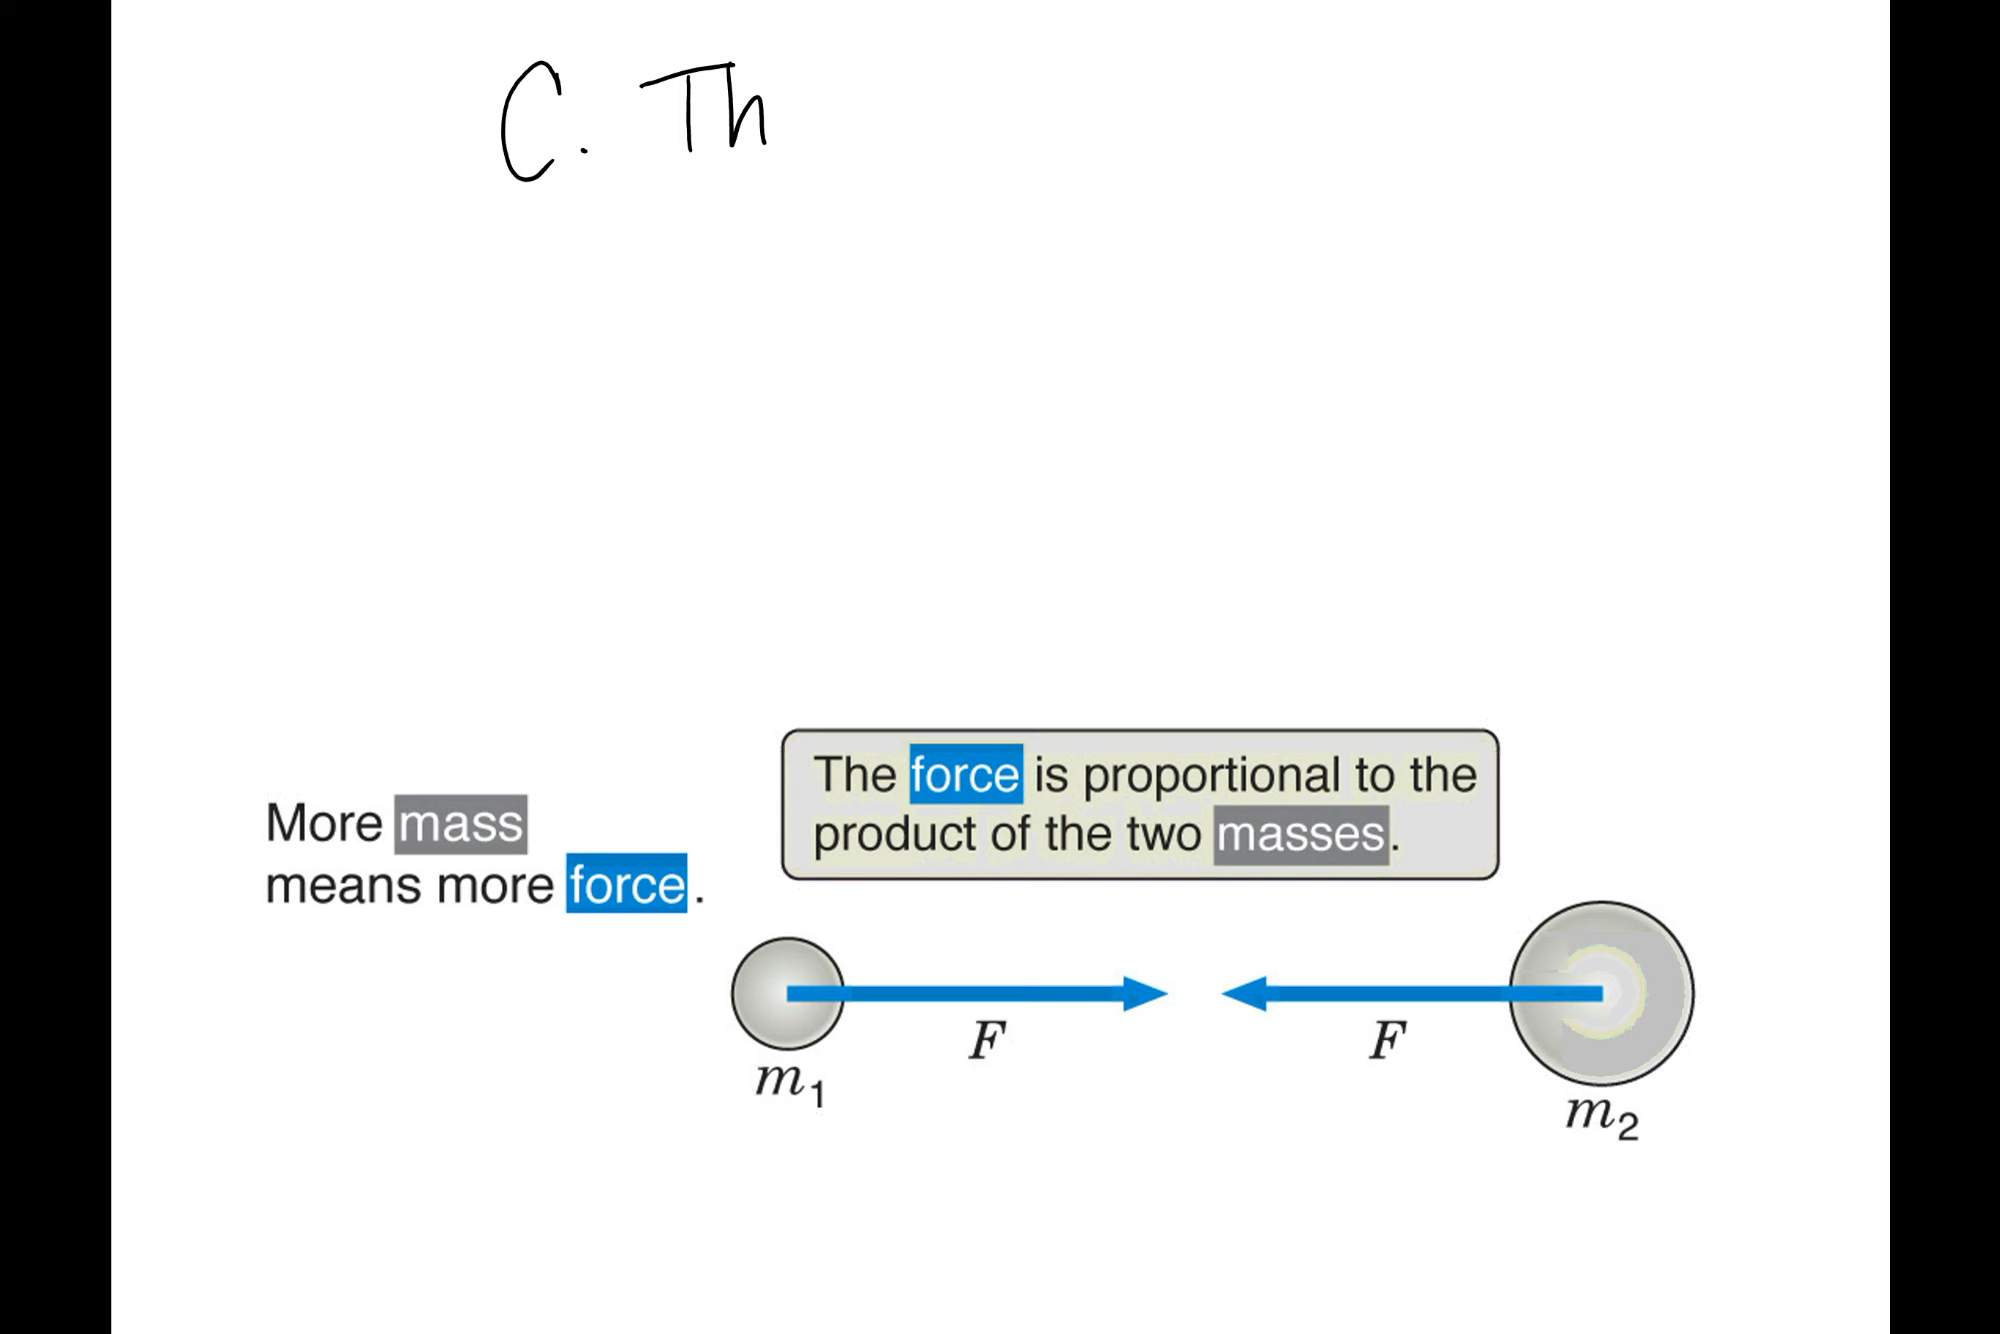 C. Th
The force is proportional to the
product of the two masses.
More mass
means more force.
F
F
m1
m2